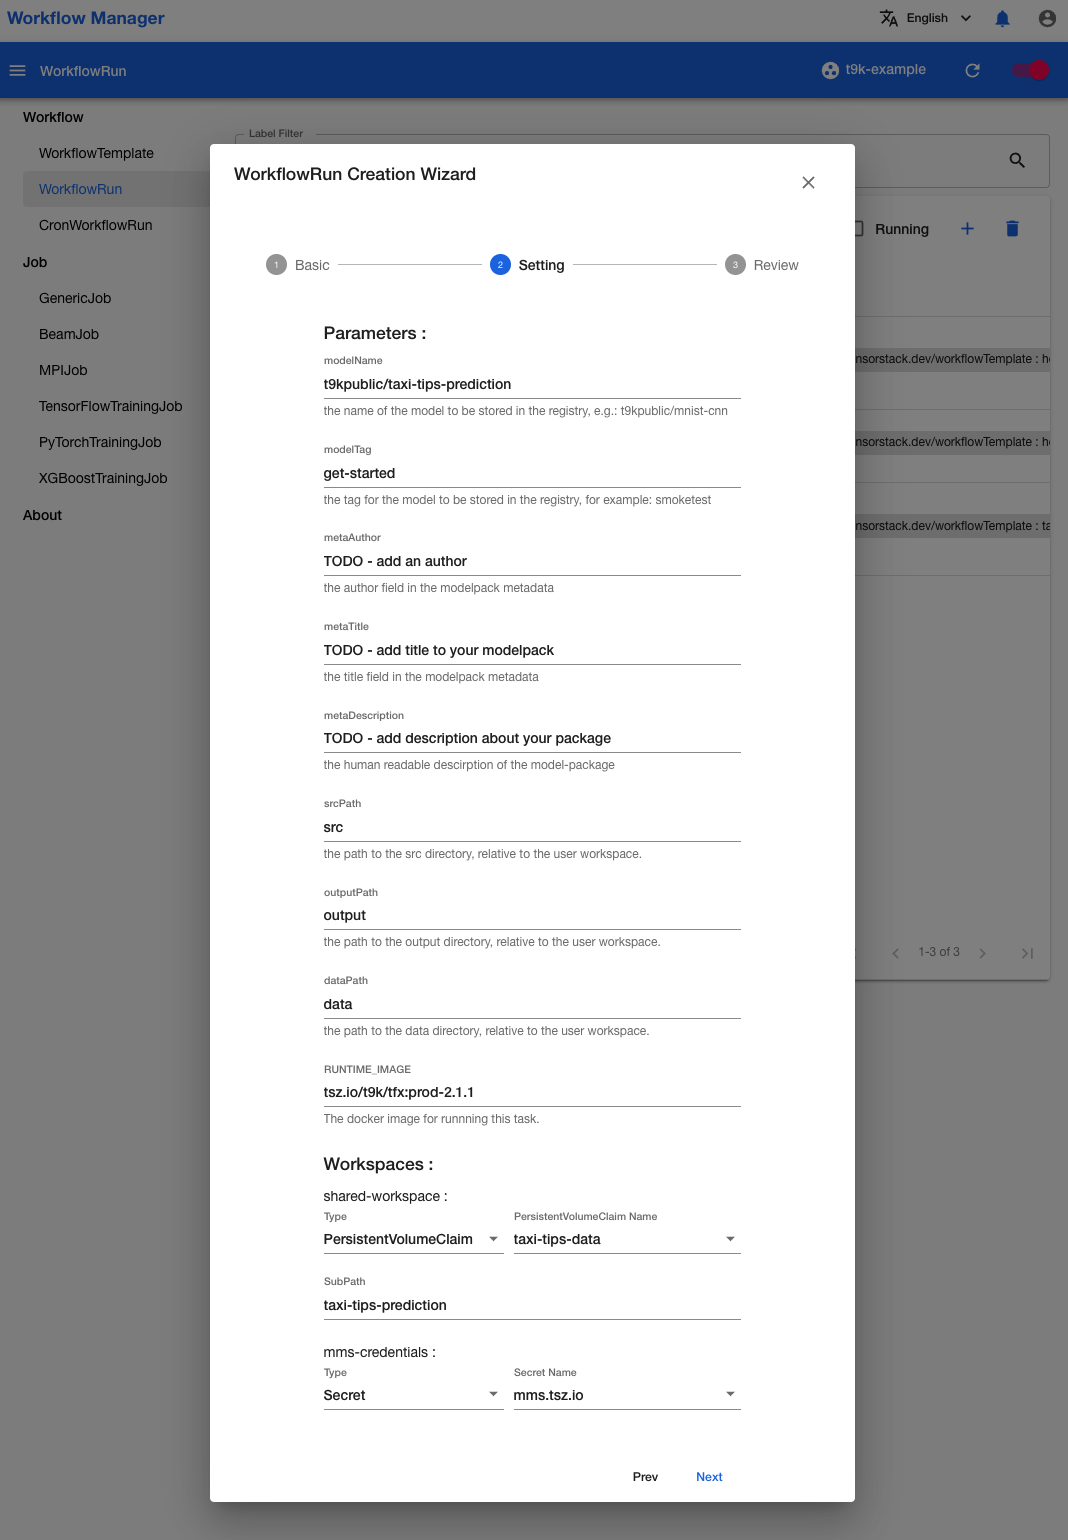 Workflow Manager
English
WorkflowRun
t9k-example
Workflow
WorkflowTemplate
WorkflowRun
CronWorkflowRun
Job
GenericJob
BeamJob
MPIJob
TensorFlowTrainingJob
PyTorchTrainingJob
XGBoostTrainingJob
About
Label Filter
Running
nsorstack.dev/workflowTemplate : he
nsorstack.dev/workflowTemplate : he
nsorstack.dev/workflowTemplate : ta
1-3 of 3
WorkflowRun Creation Wizard
1 Basic
2 Setting
3 Review
Parameters :
modelName
t9kpublic/taxi-tips-prediction
the name of the model to be stored in the registry, e.g.: t9kpublic/mnist-cnn
modelTag
get-started
the tag for the model to be stored in the registry, for example: smoketest
metaAuthor
TODO - add an author
the author field in the modelpack metadata
metaTitle
TODO - add title to your modelpack
the title field in the modelpack metadata
metaDescription
TODO - add description about your package
the human readable descirption of the model-package
srcPath
src
the path to the src directory, relative to the user workspace.
outputPath
output
the path to the output directory, relative to the user workspace.
dataPath
data
the path to the data directory, relative to the user workspace.
RUNTIME_IMAGE
tsz.io/t9k/tfx:prod-2.1.1
The docker image for runnning this task.
Workspaces :
shared-workspace :
Type
PersistentVolumeClaim Name
PersistentVolumeClaim
taxi-tips-data
SubPath
taxi-tips-prediction
mms-credentials :
Type
Secret Name
Secret
mms.tsz.io
Prev
Next